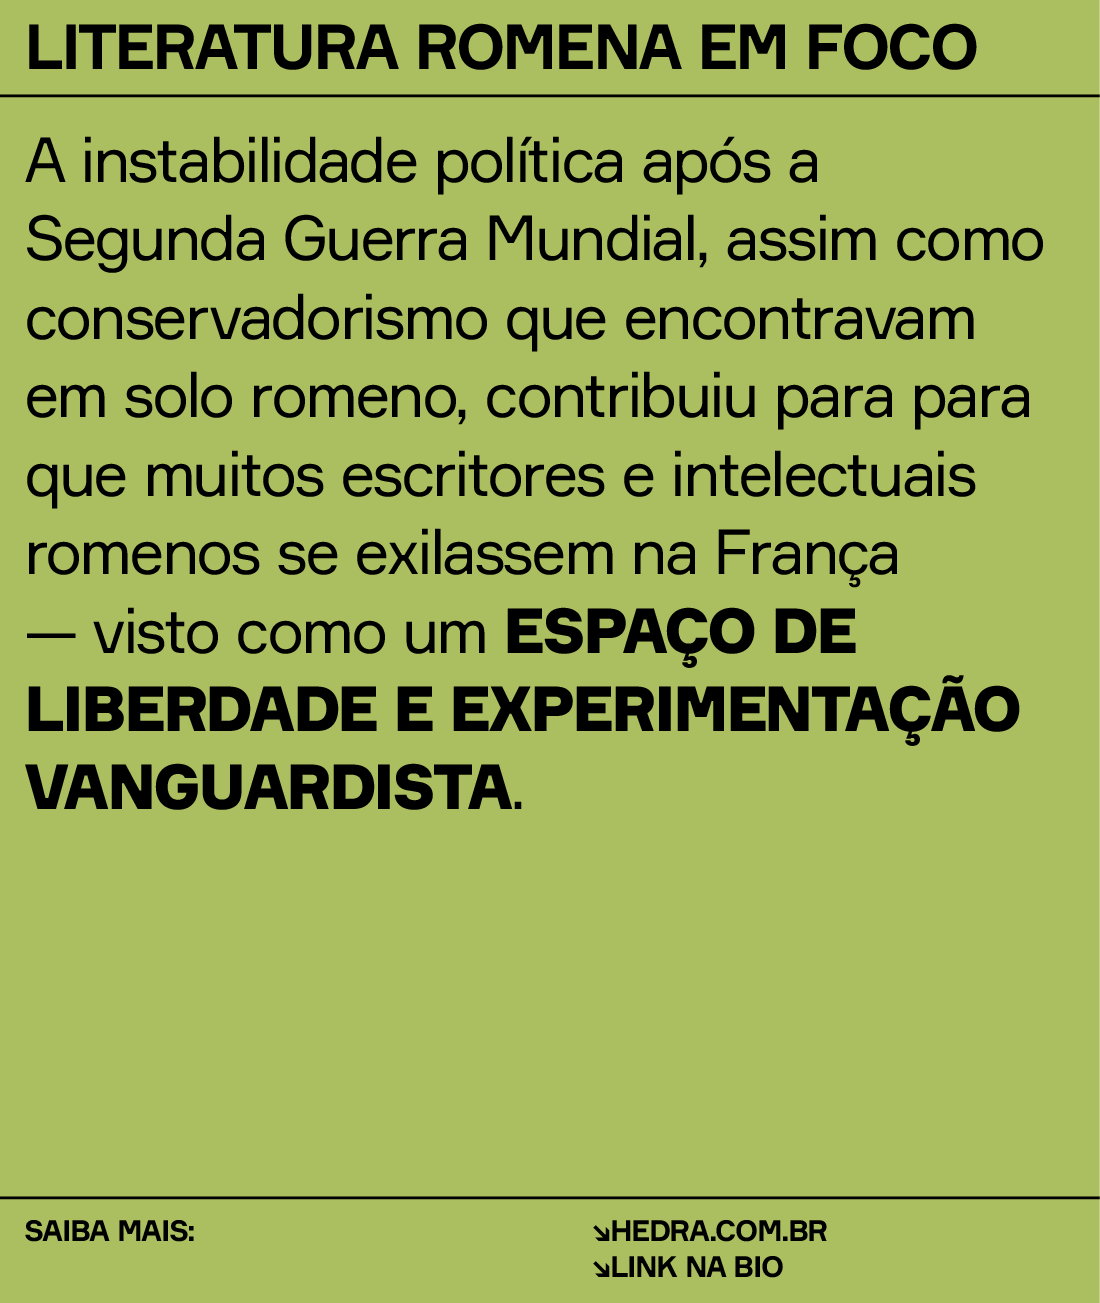 LITERATURA ROMENA EM FOCO
A instabilidade política após a
Segunda Guerra Mundial, assim como
conservadorismo que encontravam
em solo romeno, contribuiu para para
que muitos escritores e intelectuais
romenos se exilassem na França
— visto como um ESPAÇO DE
LIBERDADE E EXPERIMENTAÇÃO
VANGUARDISTA.
SAIBA MAIS:
↘HEDRA.COM.BR
↘LINK NA BIO